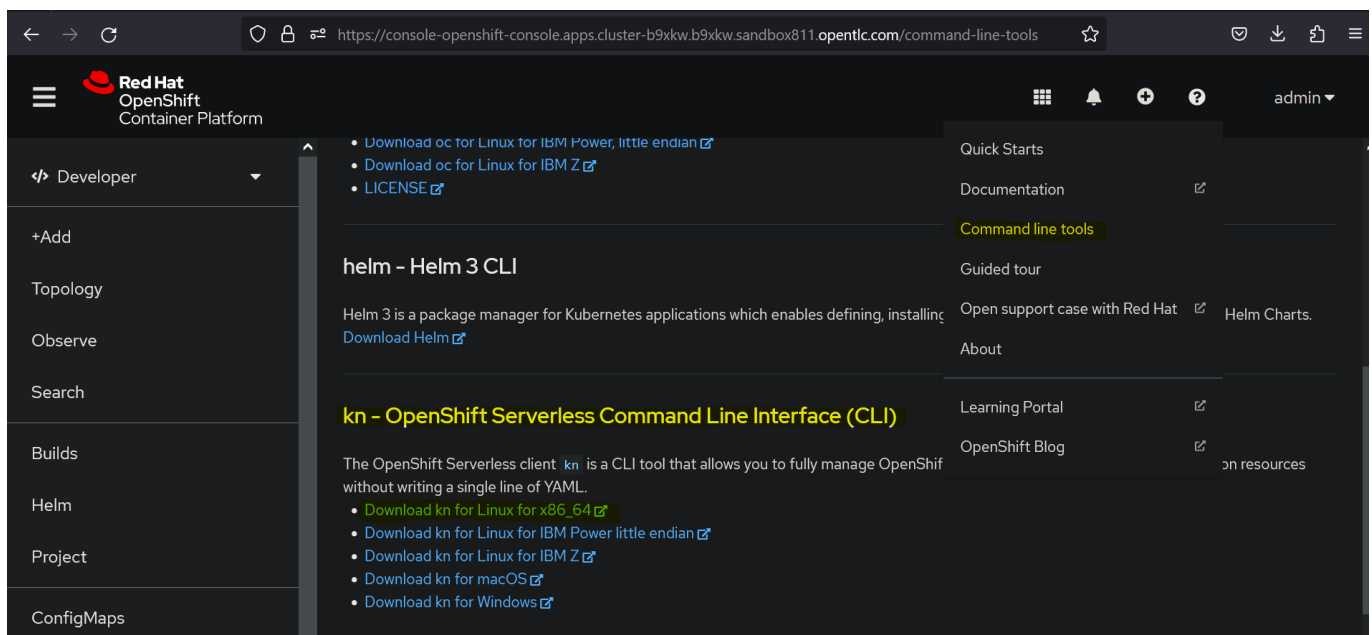 https://console-openshift-console.apps.cluster-b9xkw.b9xkw.sandbox811.opentlc.com/command-line-tools
Red Hat
OpenShift
Container Platform
admin
</> Developer
+Add
Topology
Observe
Search
Builds
Helm
Project
ConfigMaps
• Download oc for Linux for IBM Power, little endian
• Download oc for Linux for IBM Z
• LICENSE
helm - Helm 3 CLI
Helm 3 is a package manager for Kubernetes applications which enables defining, installing Helm Charts.
Download Helm
kn - OpenShift Serverless Command Line Interface (CLI)
The OpenShift Serverless client kn is a CLI tool that allows you to fully manage OpenShif on resources
without writing a single line of YAML.
• Download kn for Linux for x86_64
• Download kn for Linux for IBM Power little endian
• Download kn for Linux for IBM Z
• Download kn for macOS
• Download kn for Windows
Quick Starts
Documentation
Command line tools
Guided tour
Open support case with Red Hat
About
Learning Portal
OpenShift Blog